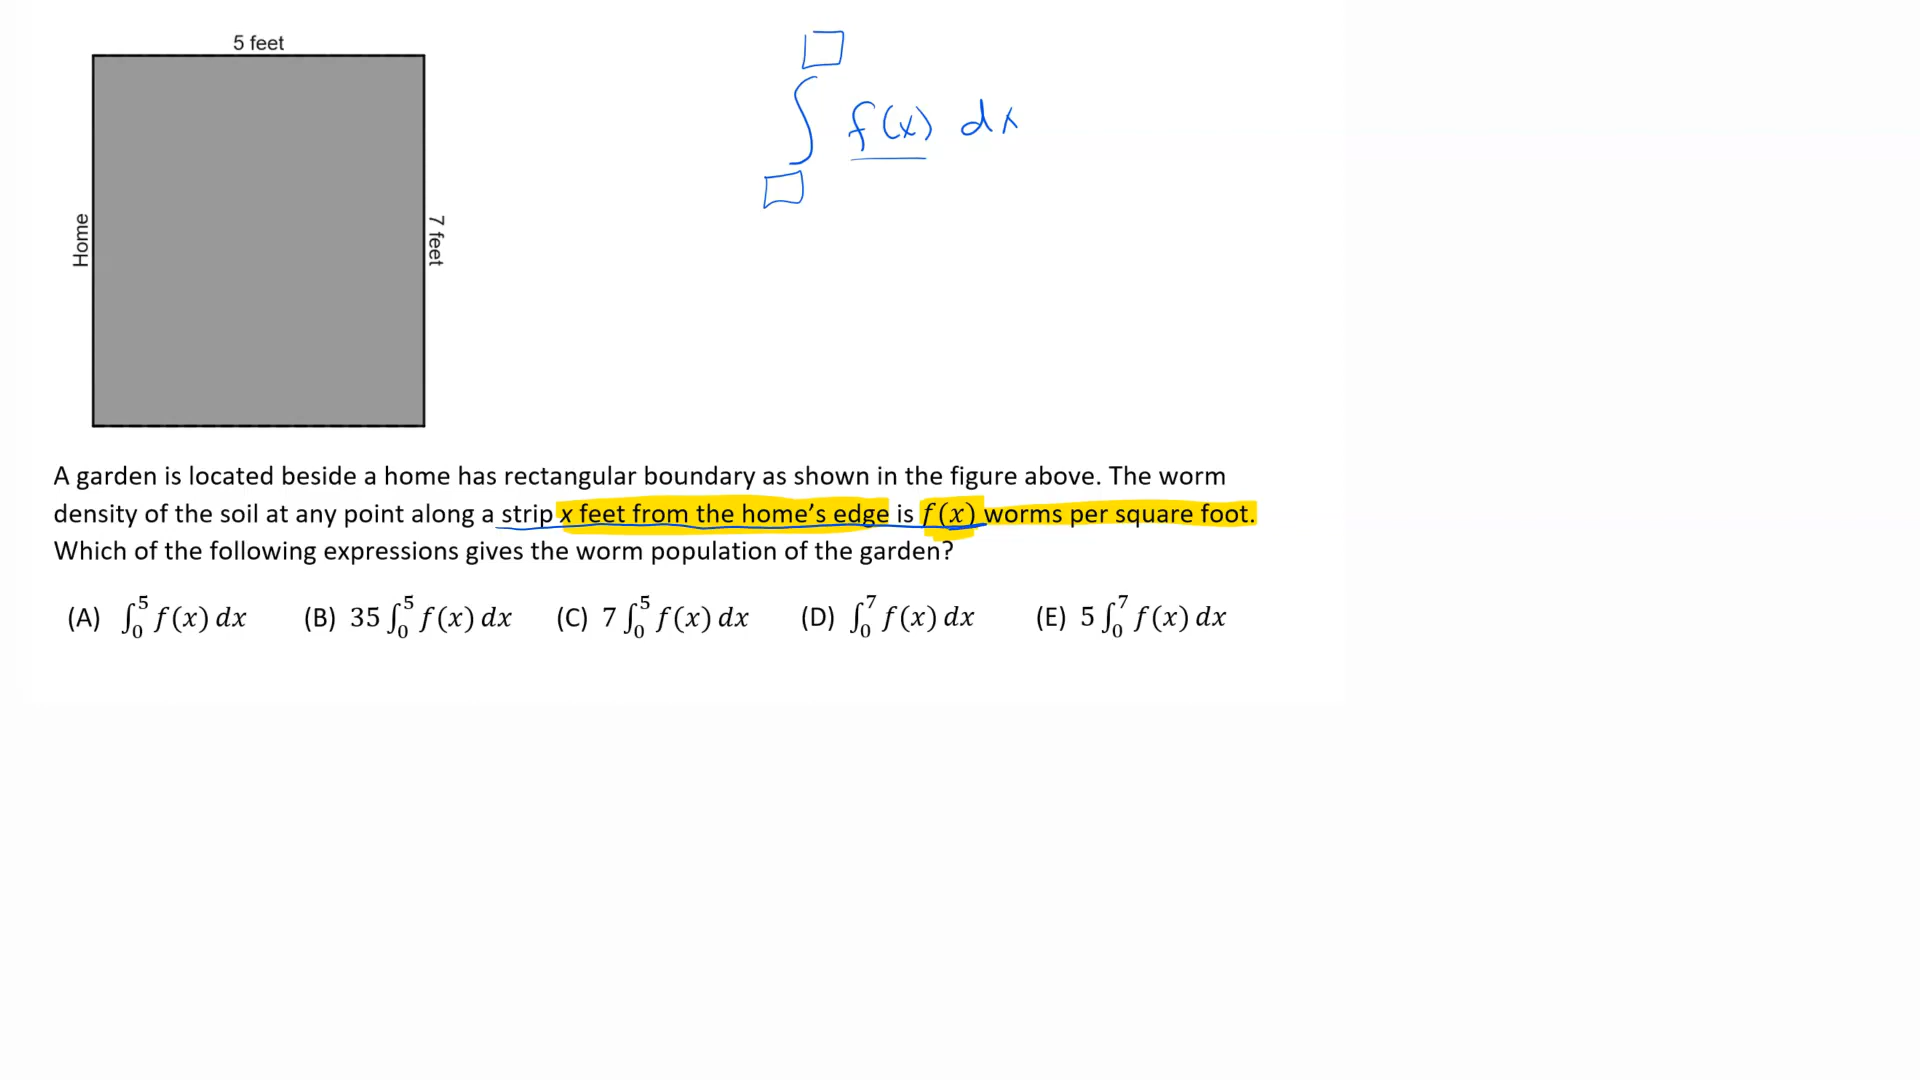 5 feet
Home
7 feet
∫ f(x) dx
A garden is located beside a home has rectangular boundary as shown in the figure above. The worm
density of the soil at any point along a strip x feet from the home’s edge is f(x) worms per square foot.
Which of the following expressions gives the worm population of the garden?
(A) ∫₀⁵ f(x) dx (B) 35 ∫₀⁵ f(x) dx (C) 7 ∫₀⁵ f(x) dx (D) ∫₀⁷ f(x) dx (E) 5 ∫₀⁷ f(x) dx